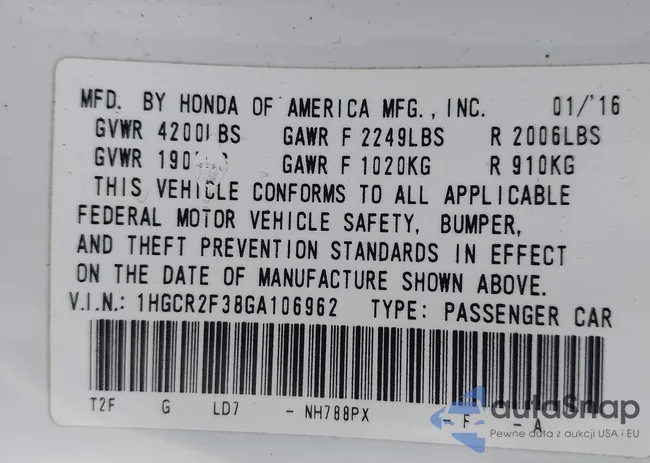 MFD. BY HONDA OF AMERICA MFG., INC. 01/'16
GVWR 4200LBS GAWR F 2249LBS R 2006LBS
GVWR GAWR F 1020KG R 910KG
THIS VEHICLE CONFORMS TO ALL APPLICABLE
FEDERAL MOTOR VEHICLE SAFETY, BUMPER,
AND THEFT PREVENTION STANDARDS IN EFFECT
ON THE DATE OF MANUFACTURE SHOWN ABOVE.
V.I.N.: 1HGCR2F38GA106962 TYPE: PASSENGER CAR
T2F G LD7 - NH788PX - F - A
autoSnap
Pewne auta z aukcji USA i EU